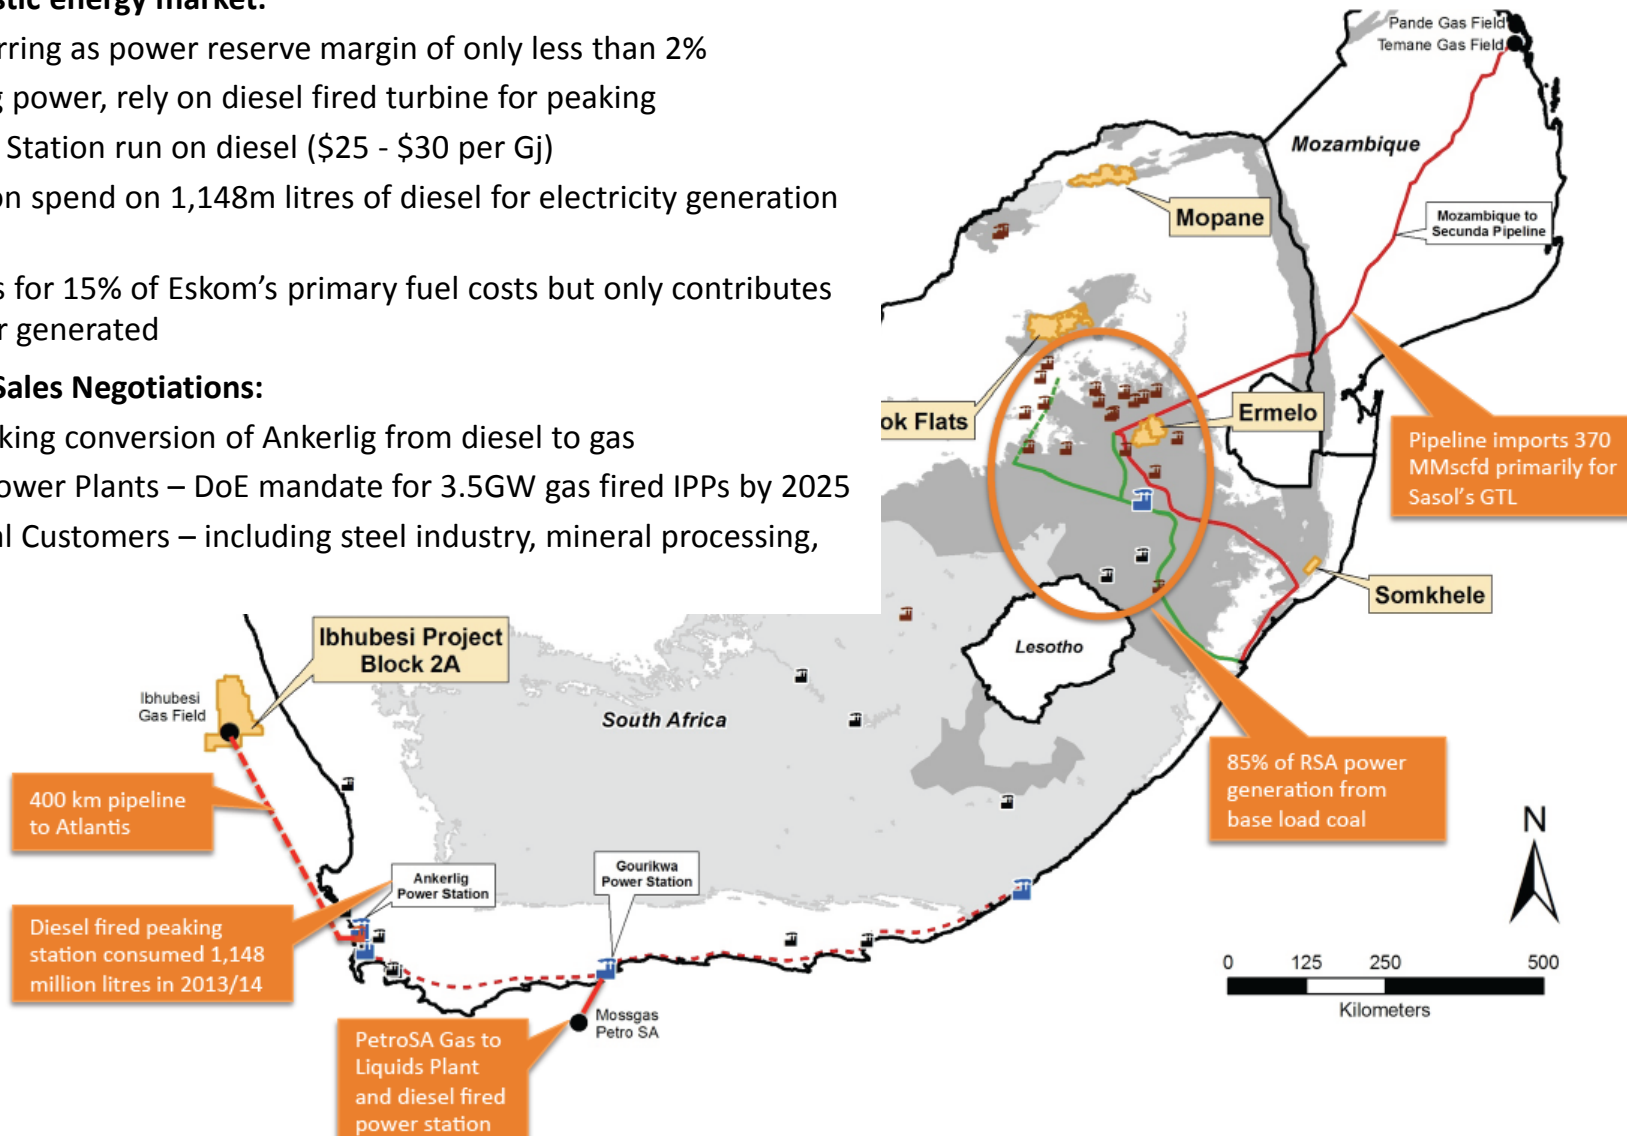 stic energy market:
rring as power reserve margin of only less than 2%
g power, rely on diesel fired turbine for peaking
Station run on diesel ($25 - $30 per Gj)
on spend on 1,148m litres of diesel for electricity generation
s for 15% of Eskom's primary fuel costs but only contributes
r generated
Sales Negotiations:
king conversion of Ankerlig from diesel to gas
ower Plants – DoE mandate for 3.5GW gas fired IPPs by 2025
al Customers – including steel industry, mineral processing,
Pande Gas Field
Temane Gas Field
Mozambique
Mopane
Mozambique to
Secunda Pipeline
ok Flats
Ermelo
Pipeline imports 370
MMscfd primarily for
Sasol's GTL
Somkhele
Lesotho
Ibhubesi Project
Block 2A
Ibhubesi
Gas Field
South Africa
85% of RSA power
generation from
base load coal
400 km pipeline
to Atlantis
Ankerlig
Power Station
Gourikwa
Power Station
Diesel fired peaking
station consumed 1,148
million litres in 2013/14
Mossgas
Petro SA
PetroSA Gas to
Liquids Plant
and diesel fired
power station
N
0 125 250 500
Kilometers